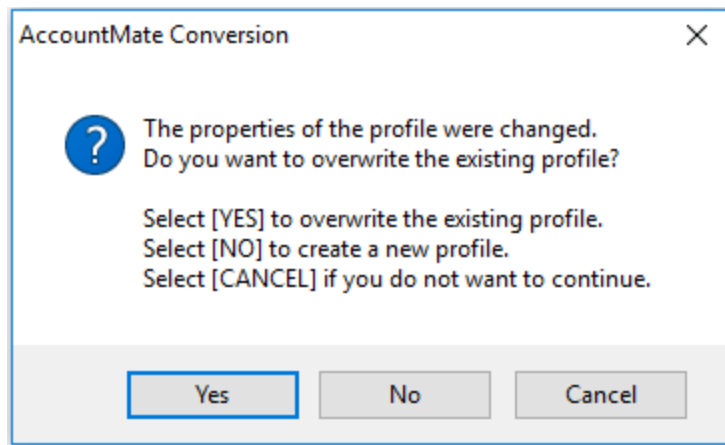 AccountMate Conversion
?
The properties of the profile were changed.
Do you want to overwrite the existing profile?
Select [YES] to overwrite the existing profile.
Select [NO] to create a new profile.
Select [CANCEL] if you do not want to continue.
Yes
No
Cancel